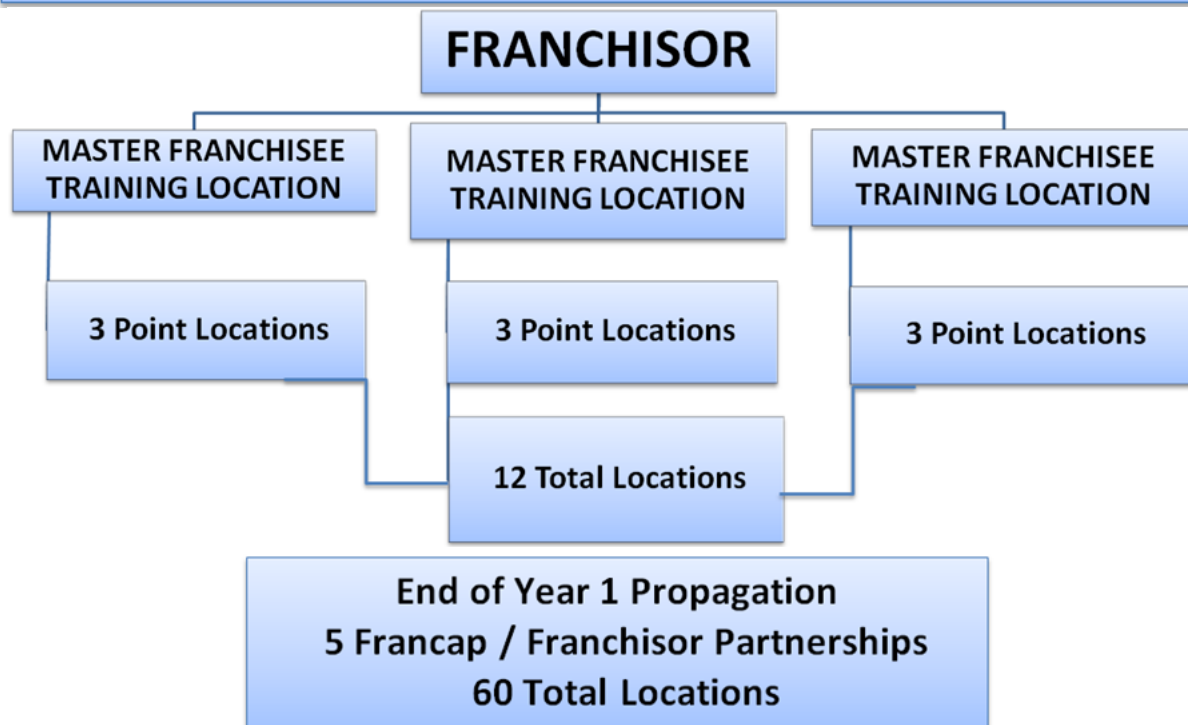 FRANCHISOR
MASTER FRANCHISEE
TRAINING LOCATION
MASTER FRANCHISEE
TRAINING LOCATION
MASTER FRANCHISEE
TRAINING LOCATION
3 Point Locations
3 Point Locations
3 Point Locations
12 Total Locations
End of Year 1 Propagation
5 Francap / Franchisor Partnerships
60 Total Locations